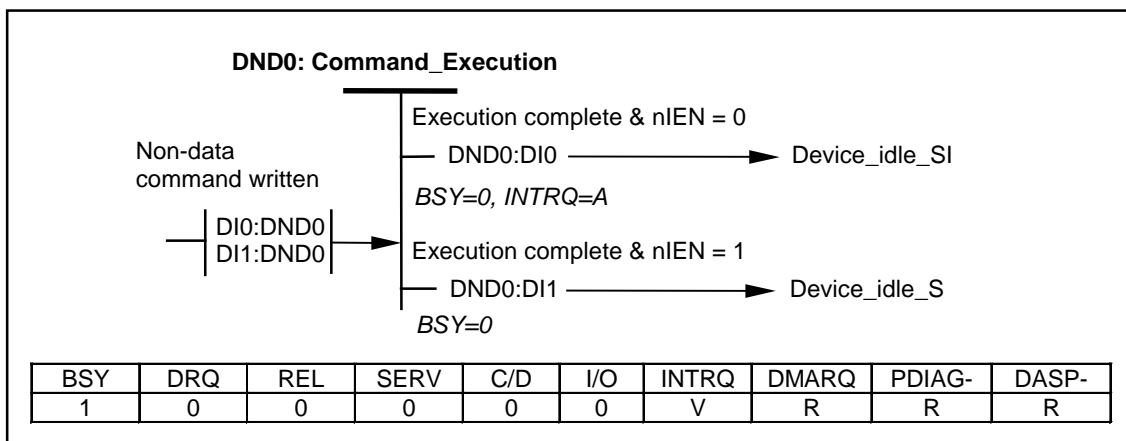 DND0: Command_Execution
Execution complete & nIEN = 0
Non-data
command written
DND0:DI0
Device_idle_SI
BSY=0, INTRQ=A
DI0:DND0
DI1:DND0
Execution complete & nIEN = 1
DND0:DI1
Device_idle_S
BSY=0
BSY DRQ REL SERV C/D I/O INTRQ DMARQ PDIAG- DASP-
1 0 0 0 0 0 V R R R